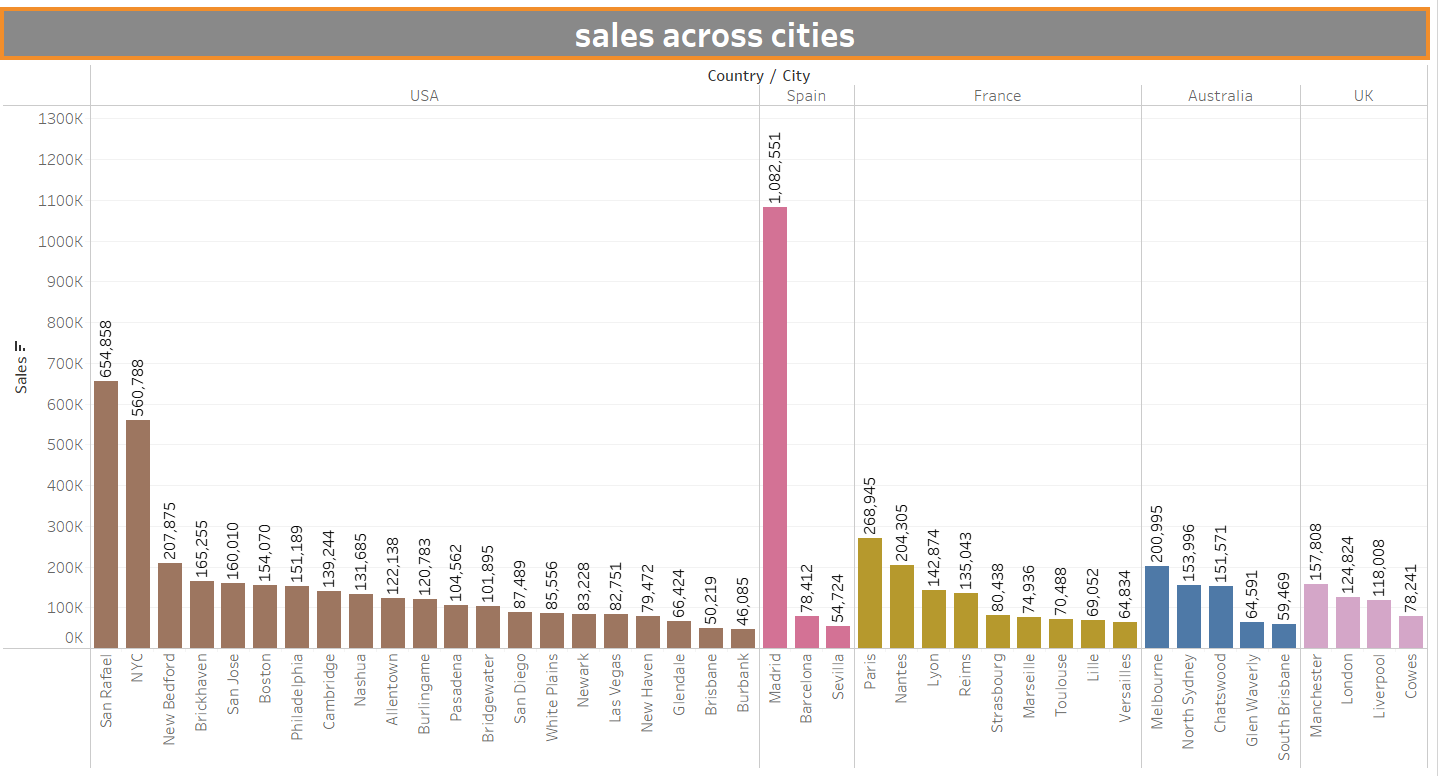 sales across cities
Country / City
USA Spain France Australia UK
Sales
1300K
1200K
1100K
1000K
900K
800K
700K
600K
500K
400K
300K
200K
100K
0K
654,858
560,788
207,875
165,255
160,010
154,070
151,189
139,244
131,685
122,138
120,783
104,562
101,895
87,489
85,556
83,228
82,751
79,472
66,424
50,219
46,085
1,082,551
78,412
54,724
268,945
204,305
142,874
135,043
80,438
74,936
70,488
69,052
64,834
200,995
153,996
151,571
64,591
59,469
157,808
124,824
118,008
78,241
San Rafael
NYC
New Bedford
Brickhaven
San Jose
Boston
Philadelphia
Cambridge
Nashua
Allentown
Burlingame
Pasadena
Bridgewater
San Diego
White Plains
Newark
Las Vegas
New Haven
Glendale
Brisbane
Burbank
Madrid
Barcelona
Sevilla
Paris
Nantes
Lyon
Reims
Strasbourg
Marseille
Toulouse
Lille
Versailles
Melbourne
North Sydney
Chatswood
Glen Waverly
South Brisbane
Manchester
London
Liverpool
Cowes